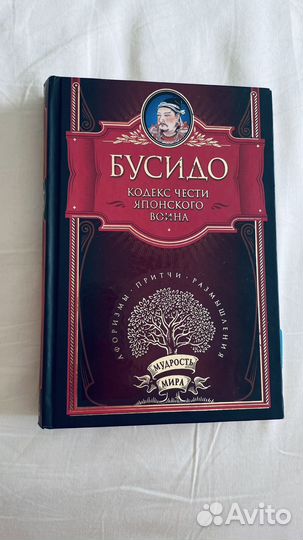 БУСИДО
КОДЕКС ЧЕСТИ
ЯПОНСКОГО
ВОИНА
АФОРИЗМЫ · ПРИТЧИ · РАЗМЫШЛЕНИЯ
МУДРОСТЬ
МИРА
Avito